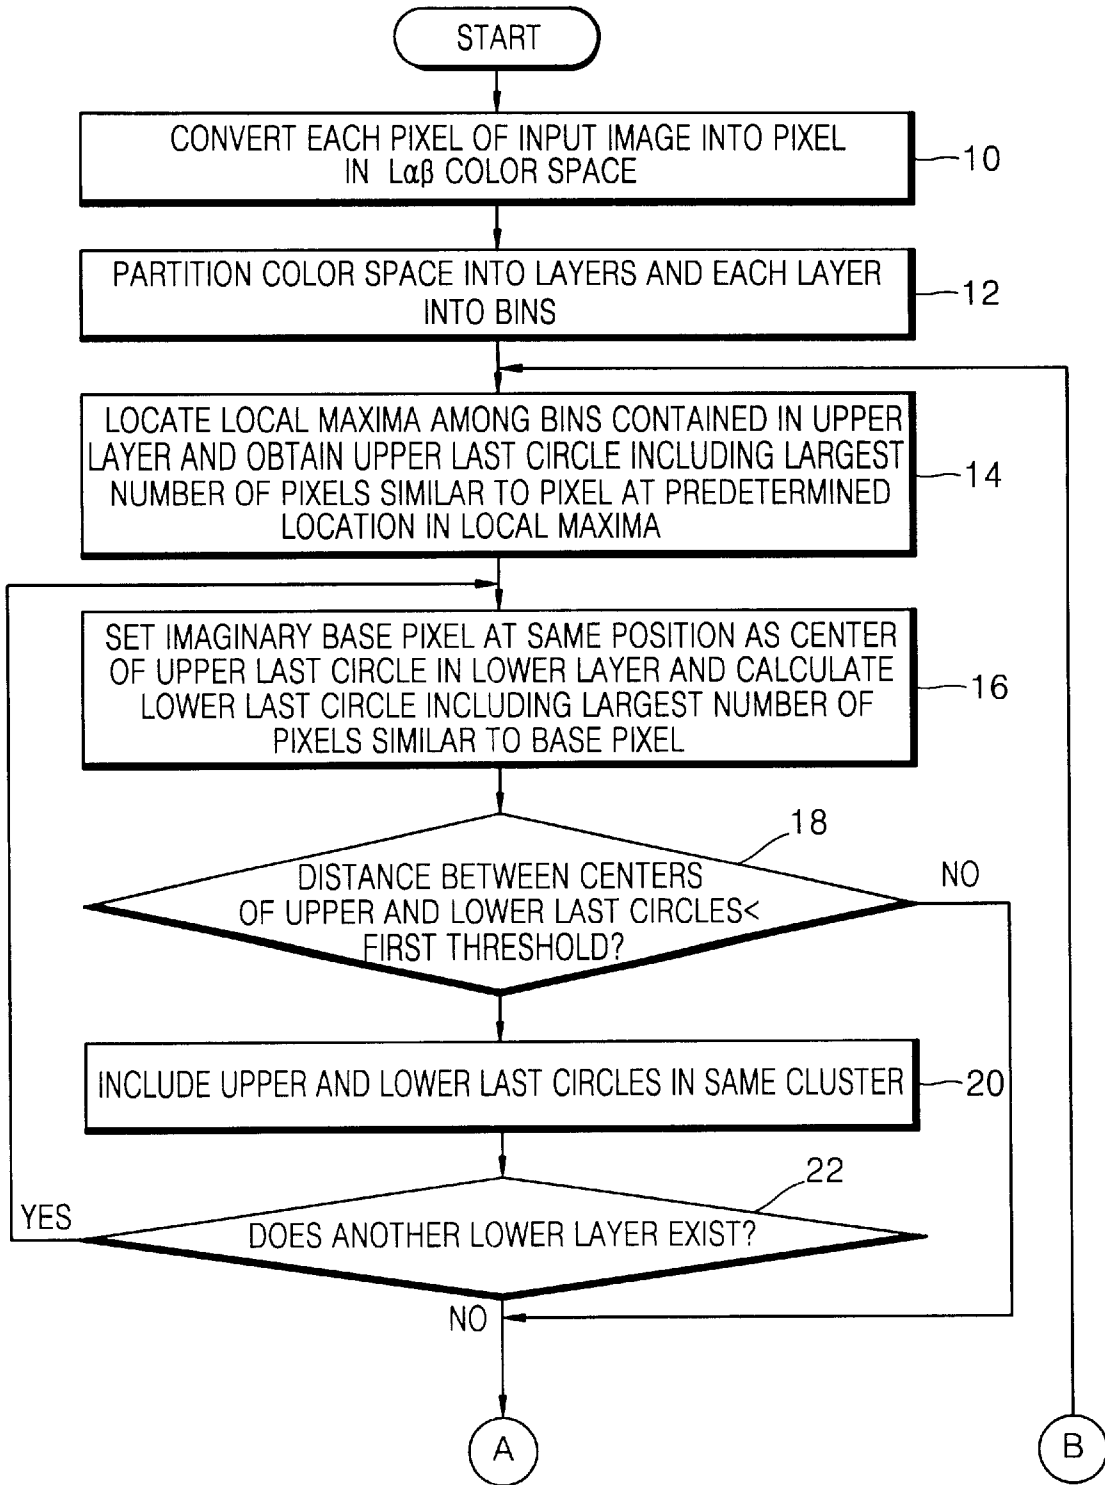 START
CONVERT EACH PIXEL OF INPUT IMAGE INTO PIXEL
IN Lαβ COLOR SPACE
10
PARTITION COLOR SPACE INTO LAYERS AND EACH LAYER
INTO BINS
12
LOCATE LOCAL MAXIMA AMONG BINS CONTAINED IN UPPER
LAYER AND OBTAIN UPPER LAST CIRCLE INCLUDING LARGEST
NUMBER OF PIXELS SIMILAR TO PIXEL AT PREDETERMINED
LOCATION IN LOCAL MAXIMA
14
SET IMAGINARY BASE PIXEL AT SAME POSITION AS CENTER
OF UPPER LAST CIRCLE IN LOWER LAYER AND CALCULATE
LOWER LAST CIRCLE INCLUDING LARGEST NUMBER OF
PIXELS SIMILAR TO BASE PIXEL
16
18
DISTANCE BETWEEN CENTERS
OF UPPER AND LOWER LAST CIRCLES<
FIRST THRESHOLD?
NO
INCLUDE UPPER AND LOWER LAST CIRCLES IN SAME CLUSTER
20
22
YES
DOES ANOTHER LOWER LAYER EXIST?
NO
A
B